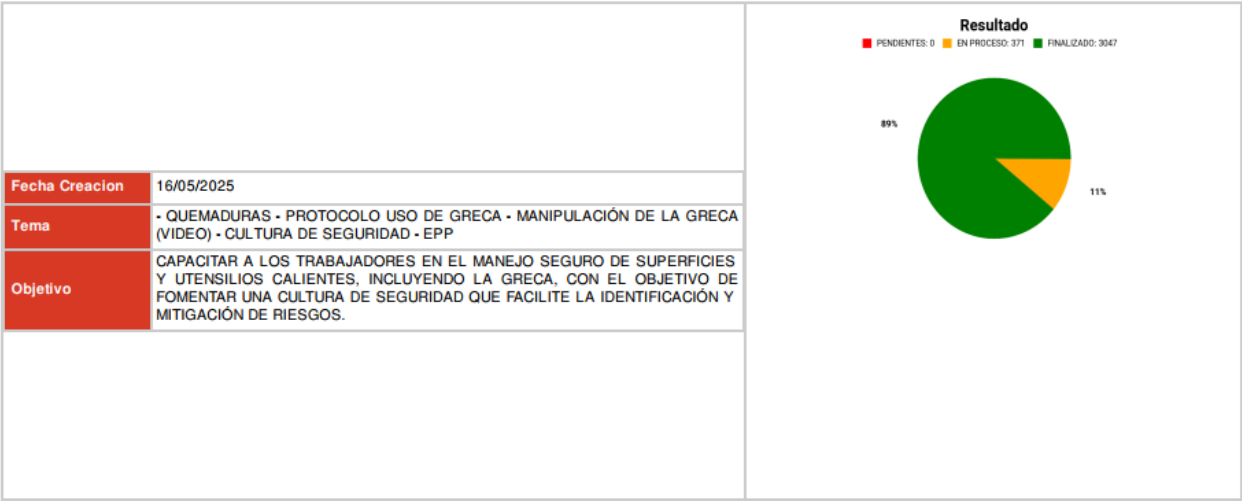 Resultado
PENDIENTES: 0 EN PROCESO: 371 FINALIZADO: 3047
89%
11%
Fecha Creacion 16/05/2025
Tema
- QUEMADURAS - PROTOCOLO USO DE GRECA - MANIPULACIÓN DE LA GRECA
(VIDEO) - CULTURA DE SEGURIDAD - EPP
Objetivo
CAPACITAR A LOS TRABAJADORES EN EL MANEJO SEGURO DE SUPERFICIES
Y UTENSILIOS CALIENTES, INCLUYENDO LA GRECA, CON EL OBJETIVO DE
FOMENTAR UNA CULTURA DE SEGURIDAD QUE FACILITE LA IDENTIFICACIÓN Y
MITIGACIÓN DE RIESGOS.